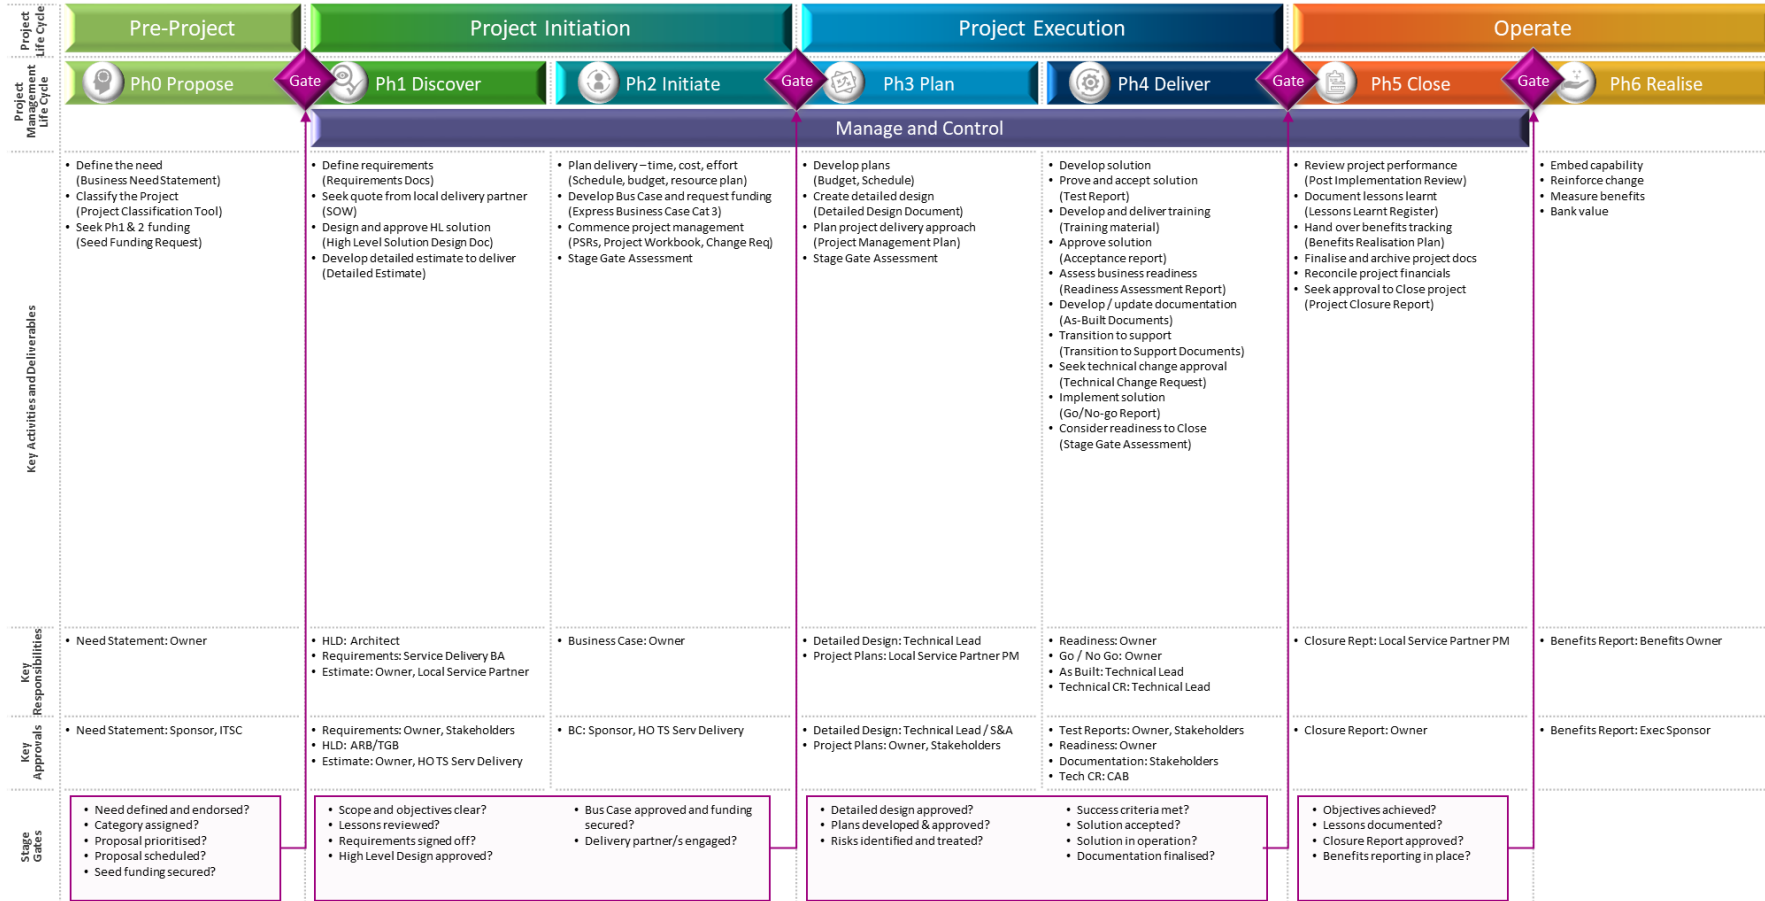 Project
Life Cycle
Pre-Project
Project Initiation
Project Execution
Operate
Project
Management
Life Cycle
Ph0 Propose
Gate
Ph1 Discover
Ph2 Initiate
Gate
Ph3 Plan
Ph4 Deliver
Gate
Ph5 Close
Gate
Ph6 Realise
Manage and Control
Key Activities and Deliverables
• Define the need
(Business Need Statement)
• Classify the Project
(Project Classification Tool)
• Seek Ph1 & 2 funding
(Seed Funding Request)
• Define requirements
(Requirements Docs)
• Seek quote from local delivery partner
(SOW)
• Design and approve HL solution
(High Level Solution Design Doc)
• Develop detailed estimate to deliver
(Detailed Estimate)
• Plan delivery – time, cost, effort
(Schedule, budget, resource plan)
• Develop Bus Case and request funding
(Express Business Case Cat 3)
• Commence project management
(PSRs, Project Workbook, Change Req)
• Stage Gate Assessment
• Develop plans
(Budget, Schedule)
• Create detailed design
(Detailed Design Document)
• Plan project delivery approach
(Project Management Plan)
• Stage Gate Assessment
• Develop solution
• Prove and accept solution
(Test Report)
• Develop and deliver training
(Training material)
• Approve solution
(Acceptance report)
• Assess business readiness
(Readiness Assessment Report)
• Develop / update documentation
(As-Built Documents)
• Transition to support
(Transition to Support Documents)
• Seek technical change approval
(Technical Change Request)
• Implement solution
(Go/No-go Report)
• Consider readiness to Close
(Stage Gate Assessment)
• Review project performance
(Post Implementation Review)
• Document lessons learnt
(Lessons Learnt Register)
• Hand over benefits tracking
(Benefits Realisation Plan)
• Finalise and archive project docs
• Reconcile project financials
• Seek approval to Close project
(Project Closure Report)
• Embed capability
• Reinforce change
• Measure benefits
• Bank value
Key
Responsibilities
• Need Statement: Owner
• HLD: Architect
• Requirements: Service Delivery BA
• Estimate: Owner, Local Service Partner
• Business Case: Owner
• Detailed Design: Technical Lead
• Project Plans: Local Service Partner PM
• Readiness: Owner
• Go / No Go: Owner
• As Built: Technical Lead
• Technical CR: Technical Lead
• Closure Rept: Local Service Partner PM
• Benefits Report: Benefits Owner
Key
Approvals
• Need Statement: Sponsor, ITSC
• Requirements: Owner, Stakeholders
• HLD: ARB/TGB
• Estimate: Owner, HO TS Serv Delivery
• BC: Sponsor, HO TS Serv Delivery
• Detailed Design: Technical Lead / S&A
• Project Plans: Owner, Stakeholders
• Test Reports: Owner, Stakeholders
• Readiness: Owner
• Documentation: Stakeholders
• Tech CR: CAB
• Closure Report: Owner
• Benefits Report: Exec Sponsor
Stage
Gates
• Need defined and endorsed?
• Category assigned?
• Proposal prioritised?
• Proposal scheduled?
• Seed funding secured?
• Scope and objectives clear?
• Lessons reviewed?
• Requirements signed off?
• High Level Design approved?
• Bus Case approved and funding
secured?
• Delivery partner/s engaged?
• Detailed design approved?
• Plans developed & approved?
• Risks identified and treated?
• Success criteria met?
• Solution accepted?
• Solution in operation?
• Documentation finalised?
• Objectives achieved?
• Lessons documented?
• Closure Report approved?
• Benefits reporting in place?